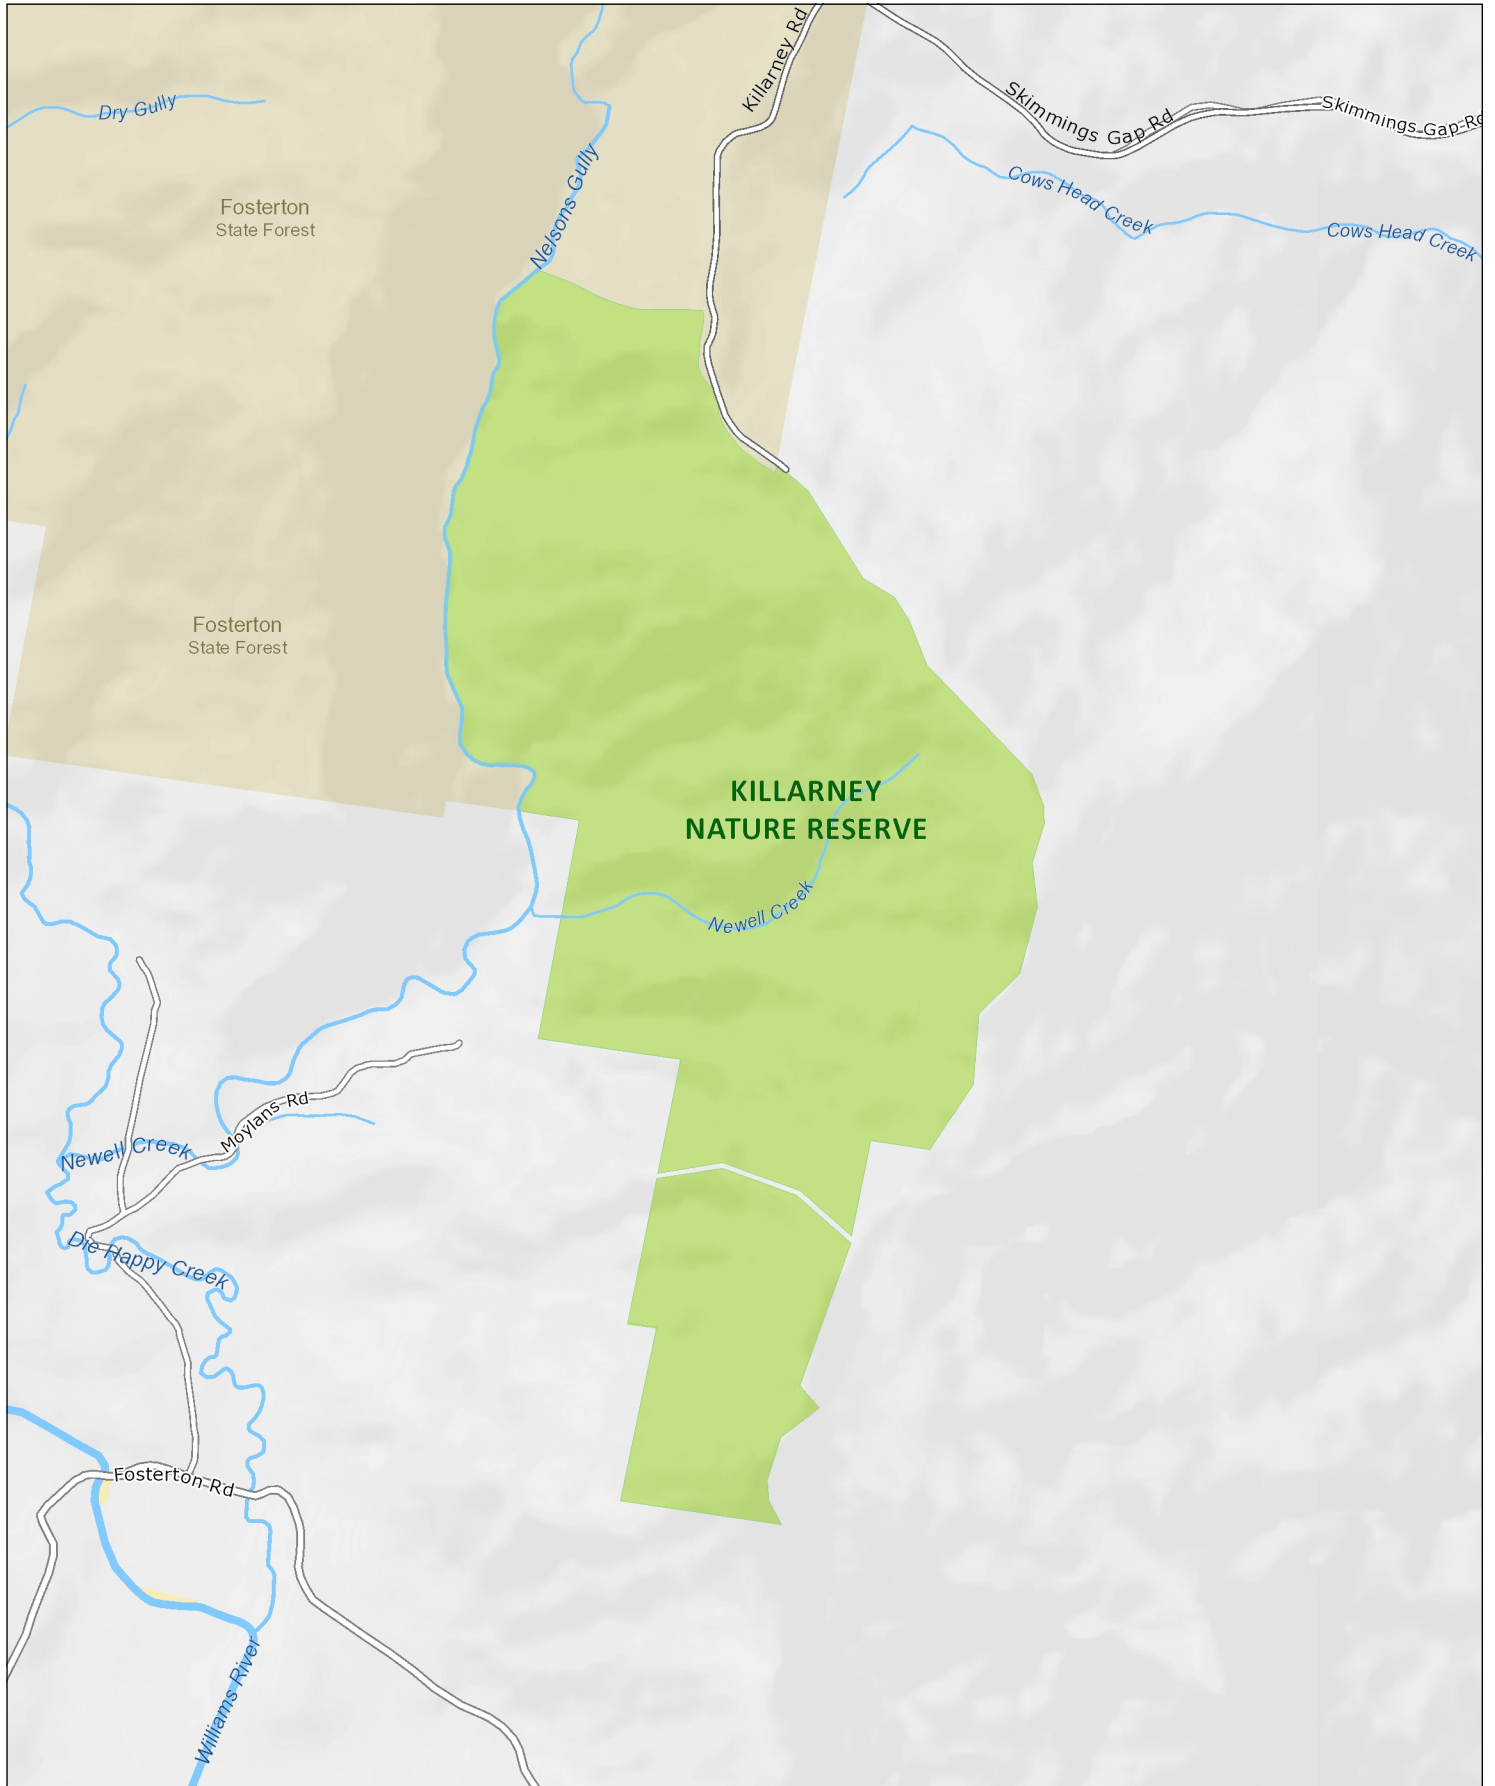 Killarney Rd
Skimmings Gap Rd
Skimmings Gap Rd
Dry Gully
Cows Head Creek
Cows Head Creek
Nelsons Gully
Fosterton
State Forest
Fosterton
State Forest
KILLARNEY
NATURE RESERVE
Newell Creek
Moylans Rd
Newell Creek
Die Happy Creek
Fosterton Rd
Williams River